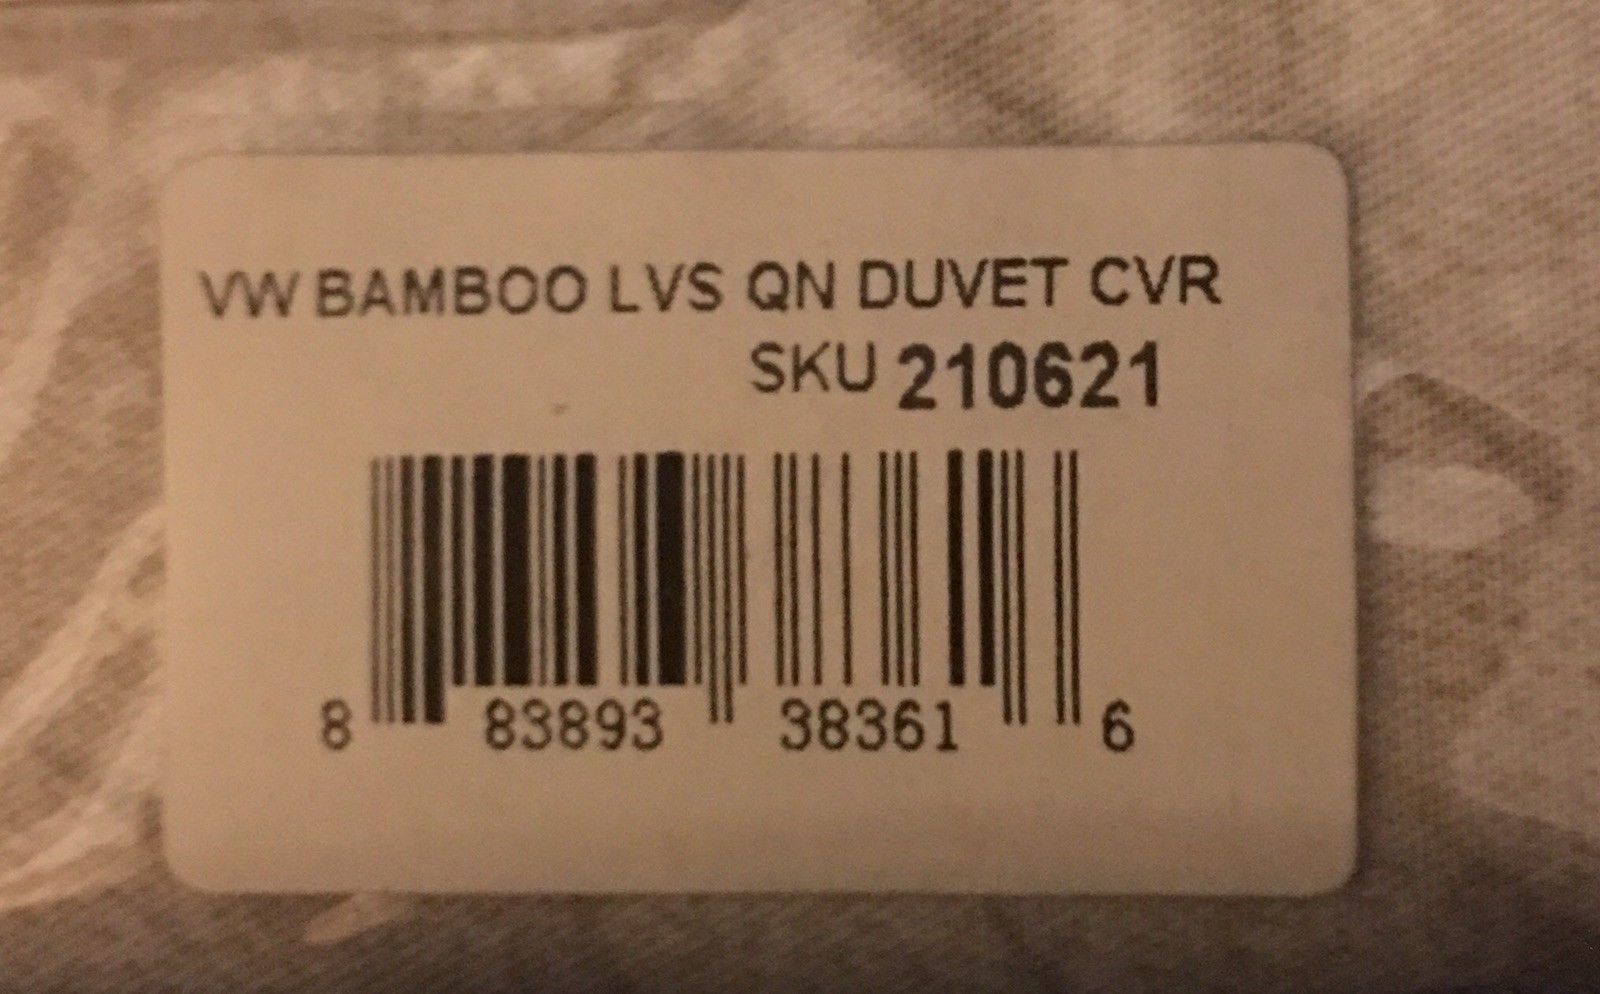 VW BAMBOO LVS QN DUVET CVR
SKU 210621
8 83893 38361 6